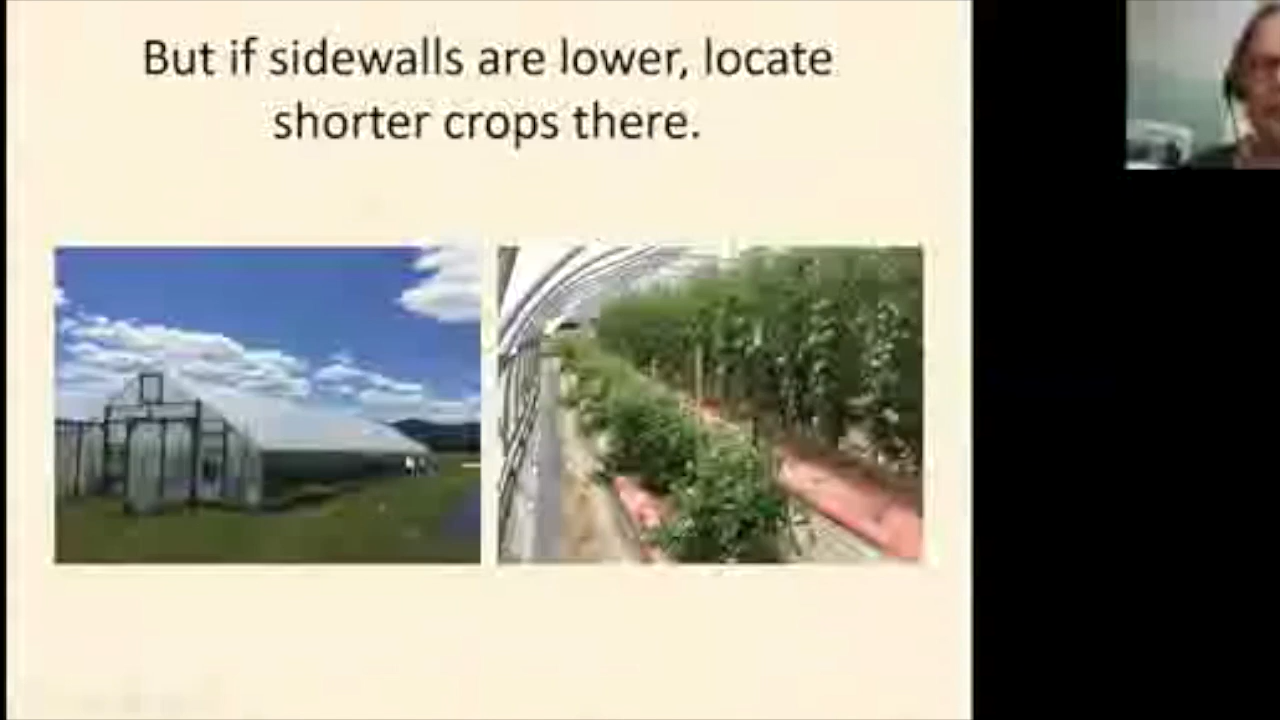 But if sidewalls are lower, locate
shorter crops there.